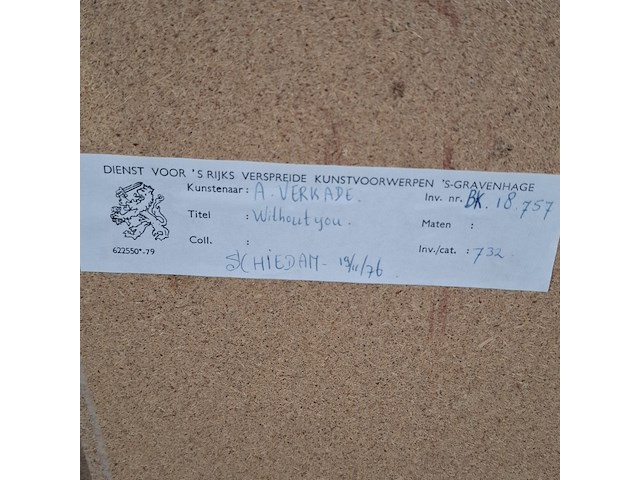 DIENST VOOR 'S RIJKS VERSPREIDE KUNSTVOORWERPEN 'S-GRAVENHAGE
Kunstenaar : A. VERKADE. Inv. nr. BK. 18.757
Titel : Without you. Maten :
Coll. : Inv./cat. : 732.
622550*-79
SCHIEDAM - 19/11/76.